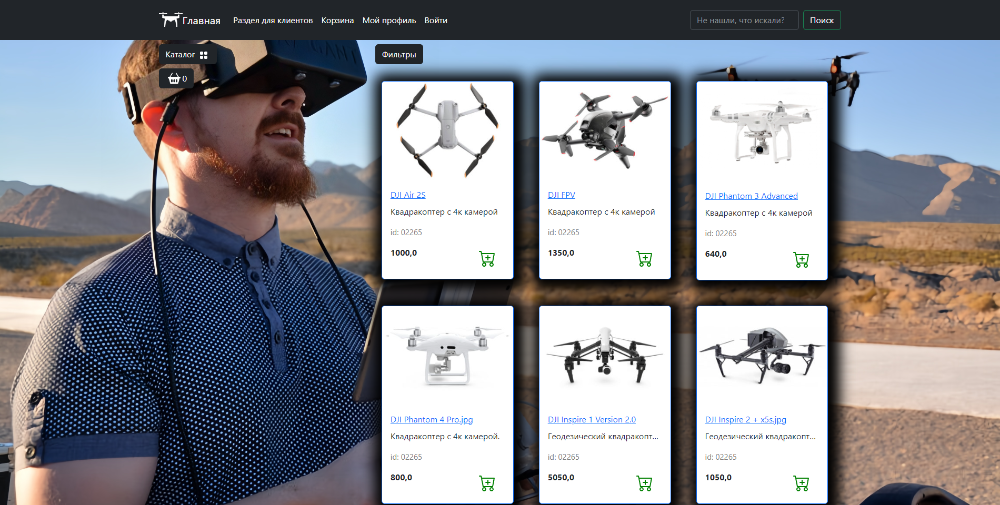 Главная Раздел для клиентов Корзина Мой профиль Войти Не нашли, что искали? Поиск
Каталог
Фильтры
0
DJI Air 2S
Квадракоптер с 4к камерой
id: 02265
1000,0
DJI FPV
Квадракоптер с 4к камерой
id: 02265
1350,0
DJI Phantom 3 Advanced
Квадракоптер с 4к камерой
id: 02265
640,0
DJI Phantom 4 Pro.jpg
Квадракоптер с 4к камерой.
id: 02265
800,0
DJI Inspire 1 Version 2.0
Геодезический квадракопт...
id: 02265
5050,0
DJI Inspire 2 + x5s.jpg
Геодезический квадракопт...
id: 02265
1050,0